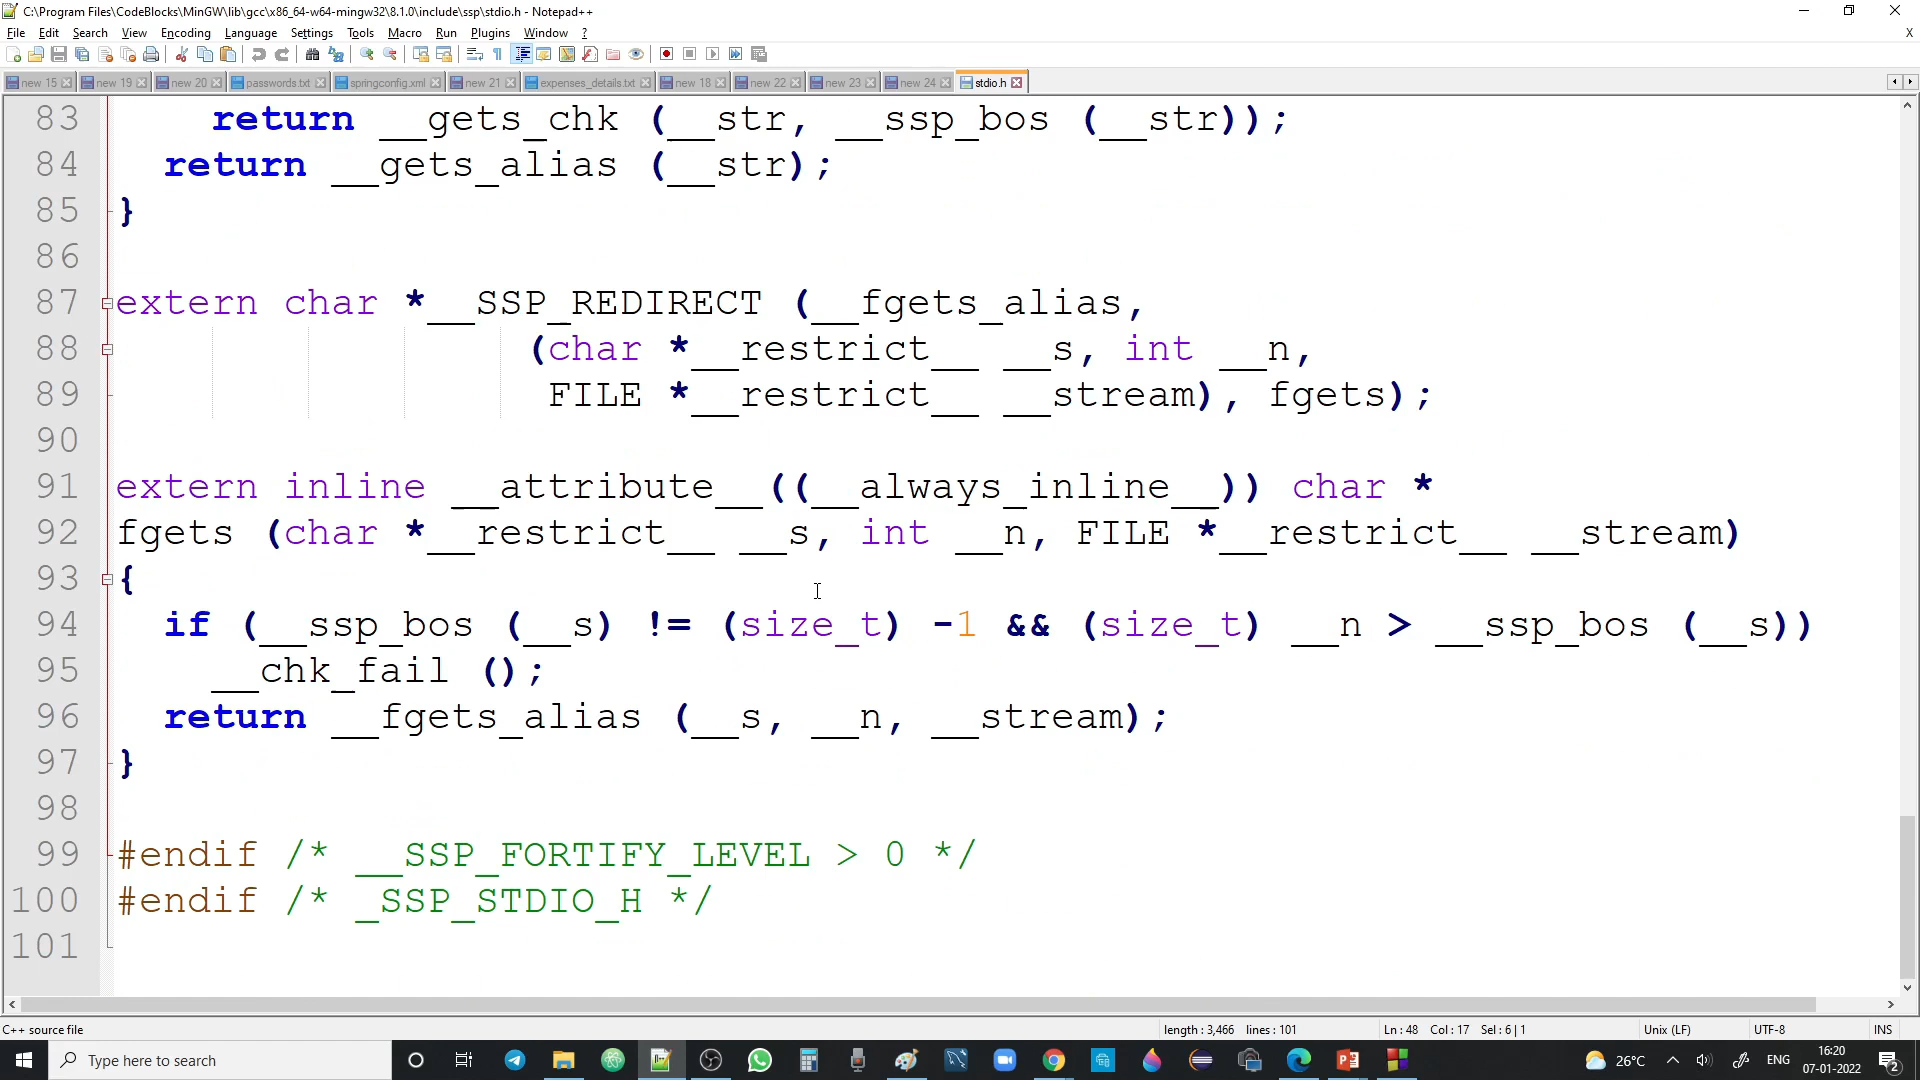 C:\Program Files\CodeBlocks\MinGW\lib\gcc\x86_64-w64-mingw32\8.1.0\include\ssp\stdio.h - Notepad++
File Edit Search View Encoding Language Settings Tools Macro Run Plugins Window ? X
new 15 new 19 new 20 passwords.txt springconfig.xml new 21 expenses_details.txt new 18 new 22 new 23 new 24 stdio.h
83 return __gets_chk (__str, __ssp_bos (__str));
84 return __gets_alias (__str);
85 }
86
87 extern char *__SSP_REDIRECT (__fgets_alias,
88 (char *__restrict__ __s, int __n,
89 FILE *__restrict__ __stream), fgets);
90
91 extern inline __attribute__((__always_inline__)) char *
92 fgets (char *__restrict__ __s, int __n, FILE *__restrict__ __stream)
93 {
94 if (__ssp_bos (__s) != (size_t) -1 && (size_t) __n > __ssp_bos (__s))
95 __chk_fail ();
96 return __fgets_alias (__s, __n, __stream);
97 }
98
99 #endif /* __SSP_FORTIFY_LEVEL > 0 */
100 #endif /* _SSP_STDIO_H */
101
C++ source file length : 3,466 lines : 101 Ln : 48 Col : 17 Sel : 6 | 1 Unix (LF) UTF-8 INS
Type here to search 26°C ENG 16:20
07-01-2022 2